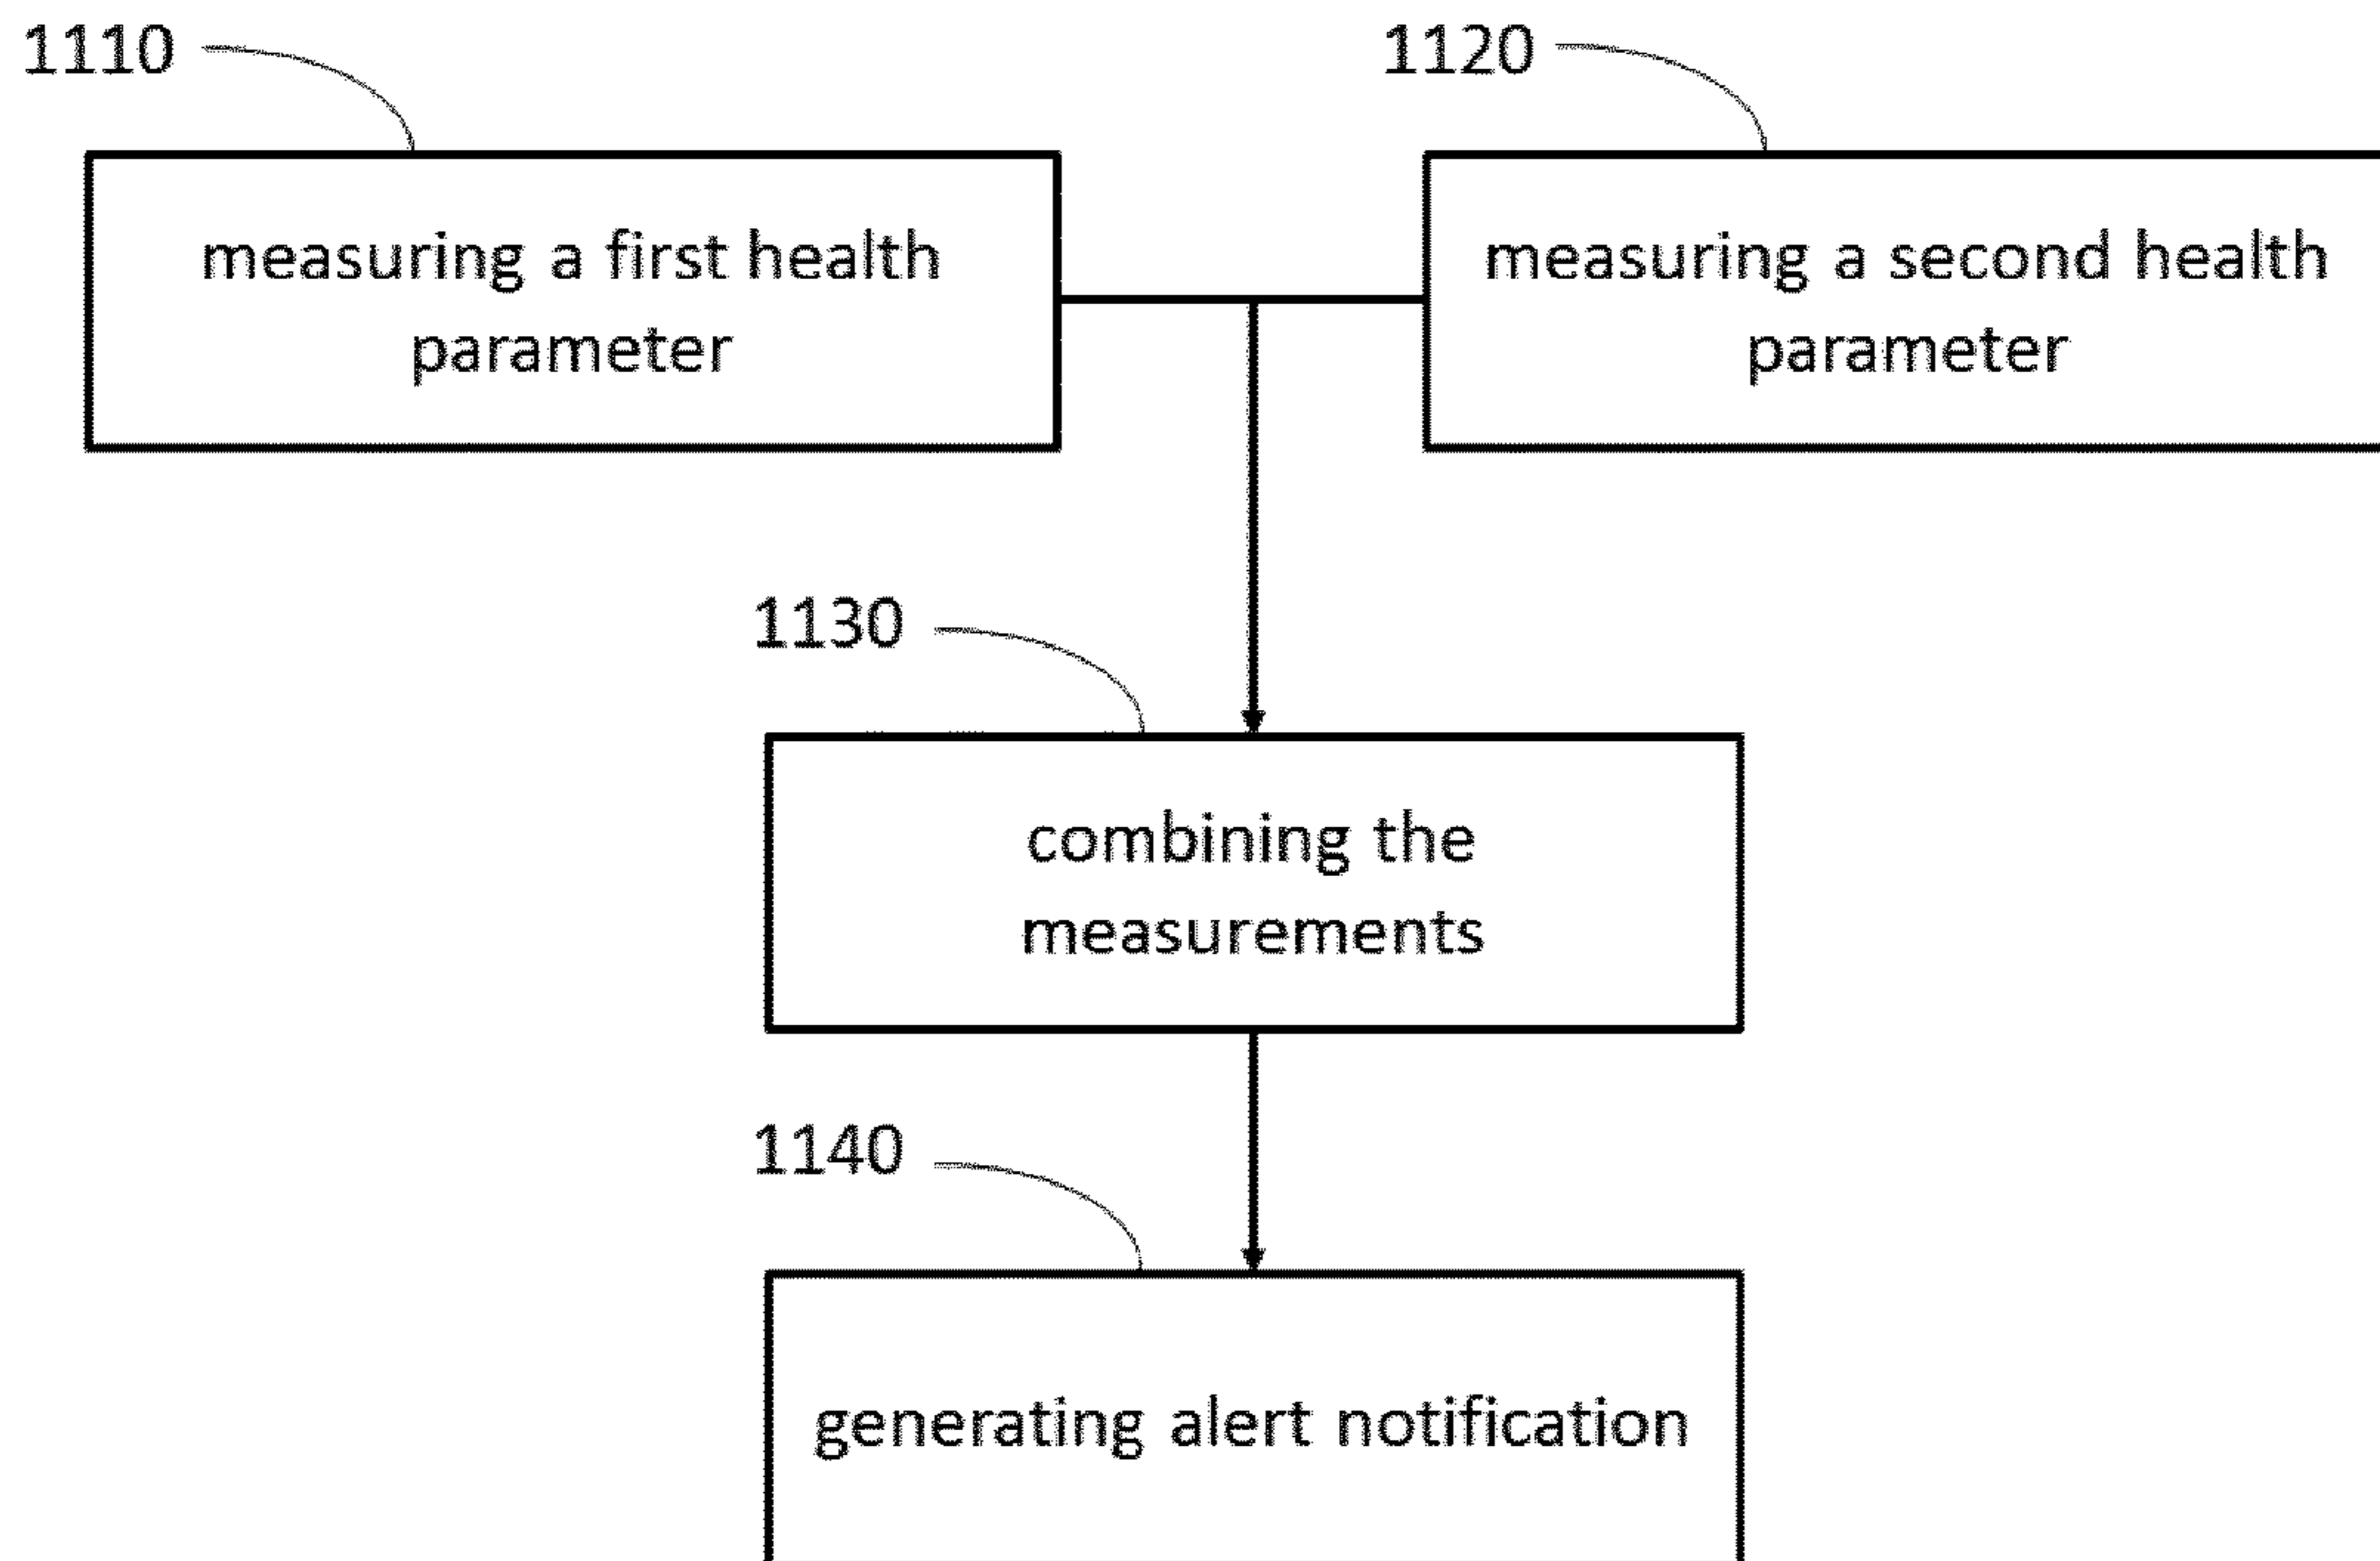 1110
measuring a first health
parameter
1120
measuring a second health
parameter
1130
combining the
measurements
1140
generating alert notification